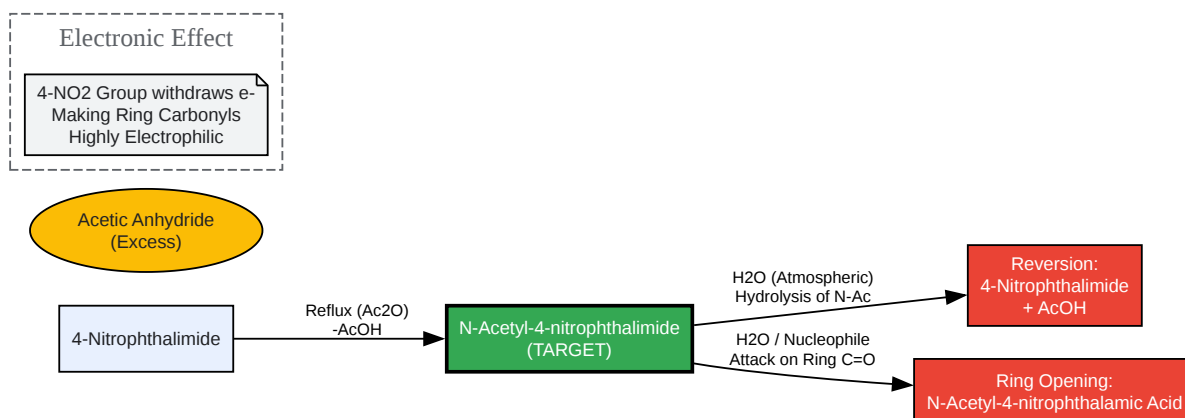 Electronic Effect
4-NO2 Group withdraws e-
Making Ring Carbonyls
Highly Electrophilic
Acetic Anhydride
(Excess)
4-Nitrophthalimide
Reflux (Ac2O)
-AcOH
N-Acetyl-4-nitrophthalimide
(TARGET)
H2O (Atmospheric)
Hydrolysis of N-Ac
H2O / Nucleophile
Attack on Ring C=O
Reversion:
4-Nitrophthalimide
+ AcOH
Ring Opening:
N-Acetyl-4-nitrophthalamic Acid